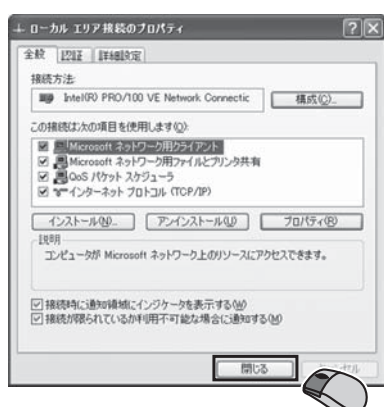 ローカル エリア接続のプロパティ
全般 認証 詳細設定
接続方法:
Intel(R) PRO/100 VE Network Connectic 構成(C)...
この接続は次の項目を使用します(O):
Microsoft ネットワーク用クライアント
Microsoft ネットワーク用ファイルとプリンタ共有
QoS パケット スケジューラ
インターネット プロトコル (TCP/IP)
インストール(N)... アンインストール(U) プロパティ(R)
説明
コンピュータが Microsoft ネットワーク上のリソースにアクセスできます。
接続時に通知領域にインジケータを表示する(W)
接続が限られているか利用不可能な場合に通知する(M)
閉じる